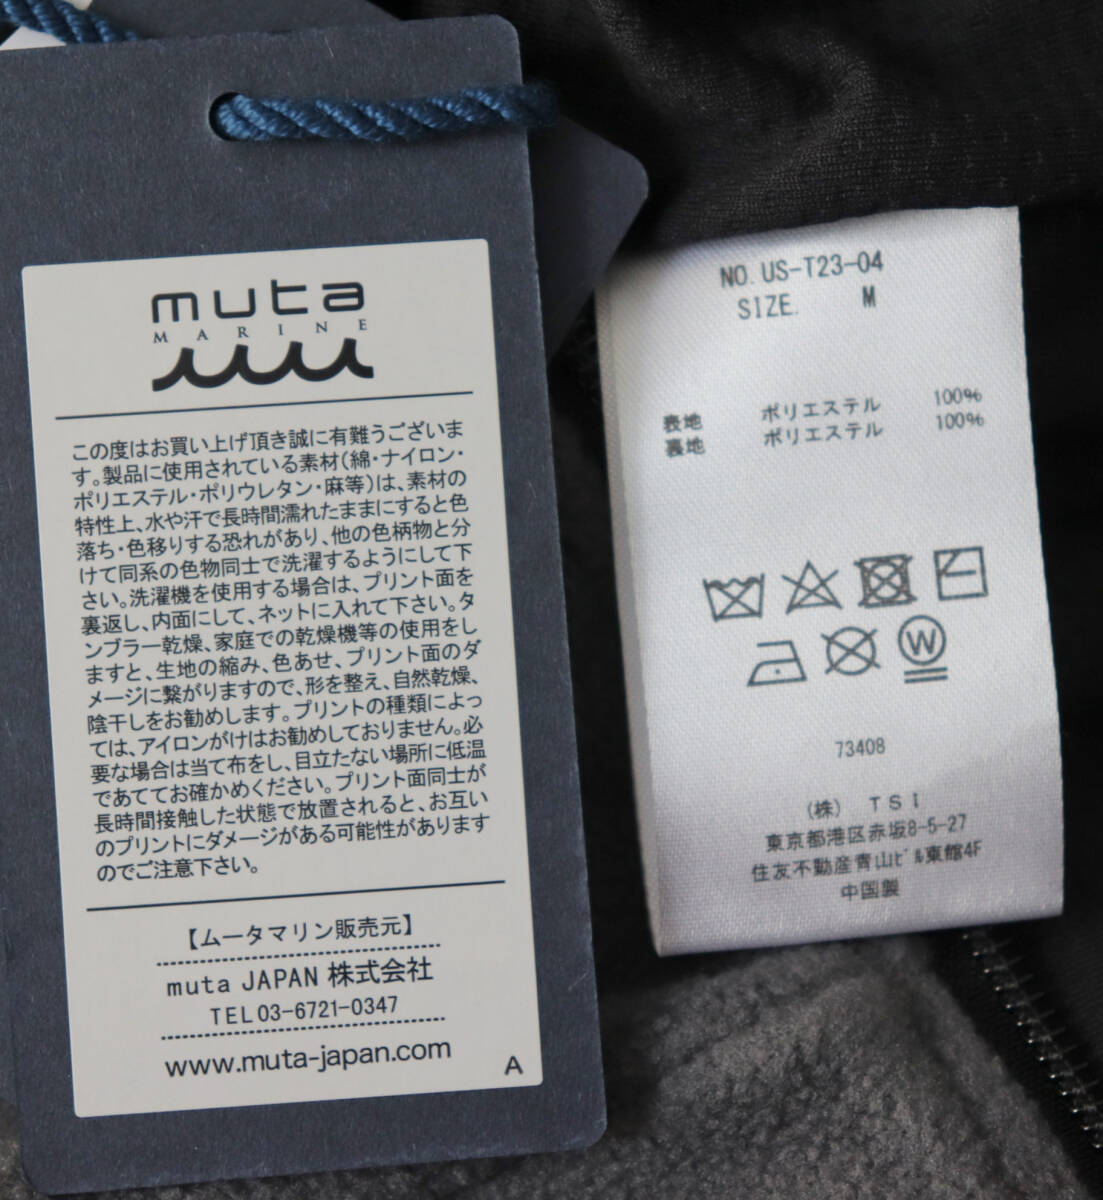 muta
MARINE
この度はお買い上げ頂き誠に有難うございま
す。製品に使用されている素材(綿・ナイロン・
ポリエステル・ポリウレタン・麻等)は、素材の
特性上、水や汗で長時間濡れたままにすると色
落ち・色移りする恐れがあり、他の色柄物と分
けて同系の色物同士で洗濯するようにして下
さい。洗濯機を使用する場合は、プリント面を
裏返し、内面にして、ネットに入れて下さい。タ
ンブラー乾燥、家庭での乾燥機等の使用をし
ますと、生地の縮み、色あせ、プリント面のダ
メージに繋がりますので、形を整え、自然乾燥、
陰干しをお勧めします。プリントの種類によっ
ては、アイロンがけはお勧めしておりません。必
要な場合は当て布をし、目立たない場所に低温
であててお確かめください。プリント面同士が
長時間接触した状態で放置されると、お互い
のプリントにダメージがある可能性があります
のでご注意下さい。
【ムータマリン販売元】
muta JAPAN 株式会社
TEL03-6721-0347
www.muta-japan.com
A
NO. US-T23-04
SIZE. M
表地 ポリエステル 100%
裏地 ポリエステル 100%
W
73408
(株) TSI
東京都港区赤坂8-5-27
住友不動産青山ﾋﾞﾙ東館4F
中国製